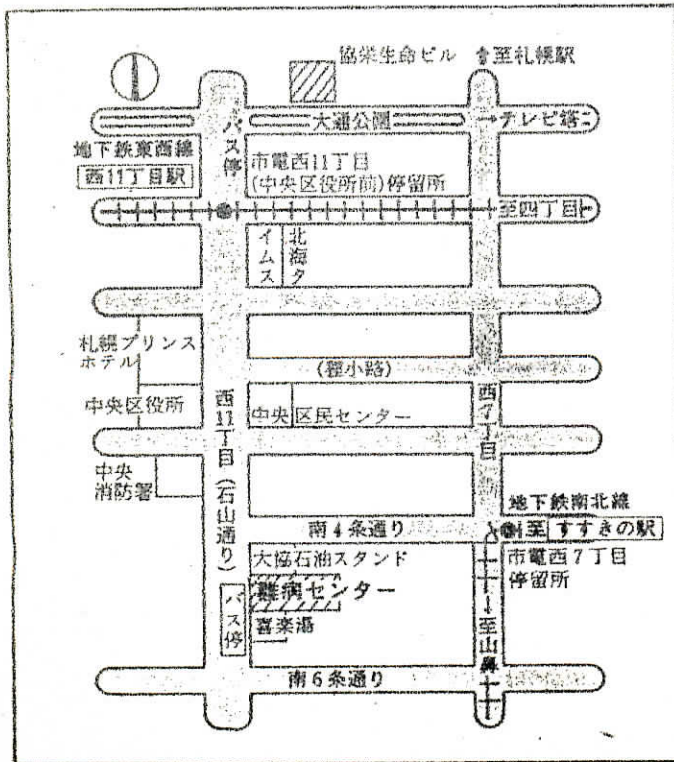 協栄生命ビル
至札幌駅
バス停
大通公園
テレビ塔
地下鉄東西線
西11丁目駅
市電西11丁目
(中央区役所前)停留所
至四丁目
北海タ
イムス
札幌プリンス
ホテル
(狸小路)
中央区役所
中央区民センター
西11丁目(石山通り)
西7丁目
中央
消防署
地下鉄南北線
南4条通り
至 すすきの駅
大協石油スタンド
市電西7丁目
停留所
難病センター
バス停
喜楽湯
至山鼻
南6条通り